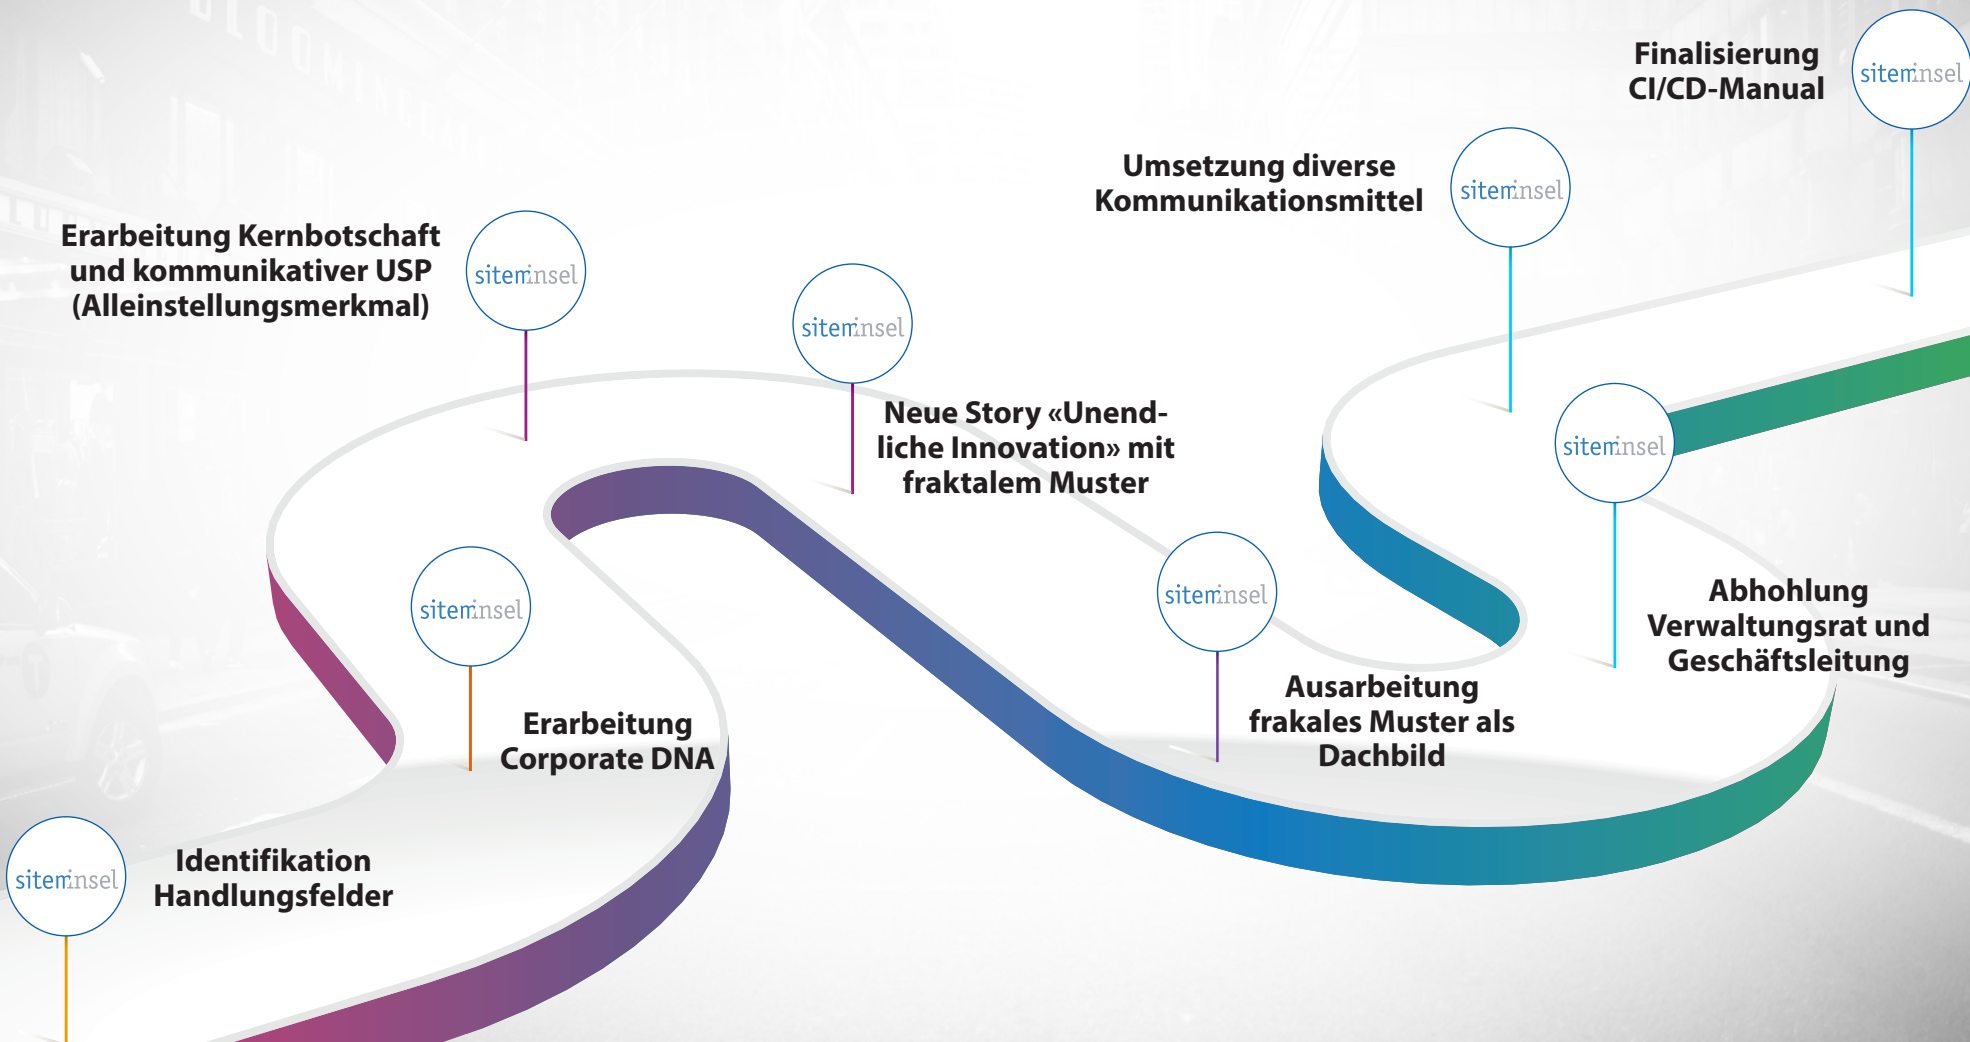 Finalisierung
CI/CD-Manual
siteminsel
Umsetzung diverse
Kommunikationsmittel
siteminsel
Erarbeitung Kernbotschaft
und kommunikativer USP
(Alleinstellungsmerkmal)
siteminsel
siteminsel
Neue Story «Unend-
liche Innovation» mit
fraktalem Muster
siteminsel
Abhohlung
Verwaltungsrat und
Geschäftsleitung
siteminsel
Ausarbeitung
frakales Muster als
Dachbild
siteminsel
Erarbeitung
Corporate DNA
siteminsel
Identifikation
Handlungsfelder